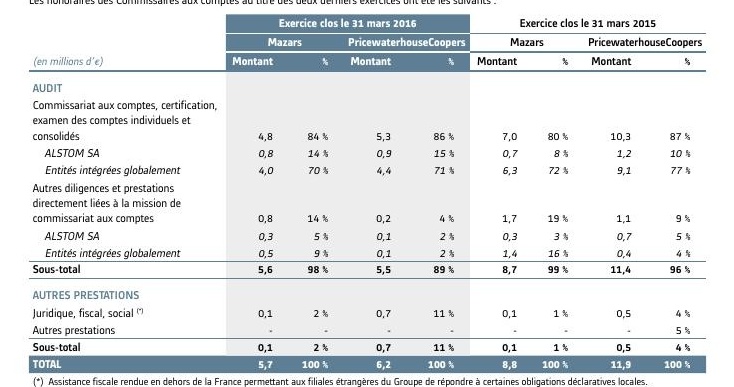 Les honoraires des Commissaires aux comptes au titre des deux derniers exercices ont été les suivants :
Exercice clos le 31 mars 2016 Exercice clos le 31 mars 2015
Mazars PricewaterhouseCoopers Mazars PricewaterhouseCoopers
(en millions d'€) Montant % Montant % Montant % Montant %
AUDIT
Commissariat aux comptes, certification,
examen des comptes individuels et
consolidés 4,8 84 % 5,3 86 % 7,0 80 % 10,3 87 %
ALSTOM SA 0,8 14 % 0,9 15 % 0,7 8 % 1,2 10 %
Entités intégrées globalement 4,0 70 % 4,4 71 % 6,3 72 % 9,1 77 %
Autres diligences et prestations
directement liées à la mission de
commissariat aux comptes 0,8 14 % 0,2 4 % 1,7 19 % 1,1 9 %
ALSTOM SA 0,3 5 % 0,1 2 % 0,3 3 % 0,7 5 %
Entités intégrées globalement 0,5 9 % 0,1 2 % 1,4 16 % 0,4 4 %
Sous-total 5,6 98 % 5,5 89 % 8,7 99 % 11,4 96 %
AUTRES PRESTATIONS
Juridique, fiscal, social (*) 0,1 2 % 0,7 11 % 0,1 1 % 0,5 4 %
Autres prestations - - - - - - - 5 %
Sous-total 0,1 2 % 0,7 11 % 0,1 1 % 0,5 4 %
TOTAL 5,7 100 % 6,2 100 % 8,8 100 % 11,9 100 %
(*) Assistance fiscale rendue en dehors de la France permettant aux filiales étrangères du Groupe de répondre à certaines obligations déclaratives locales.